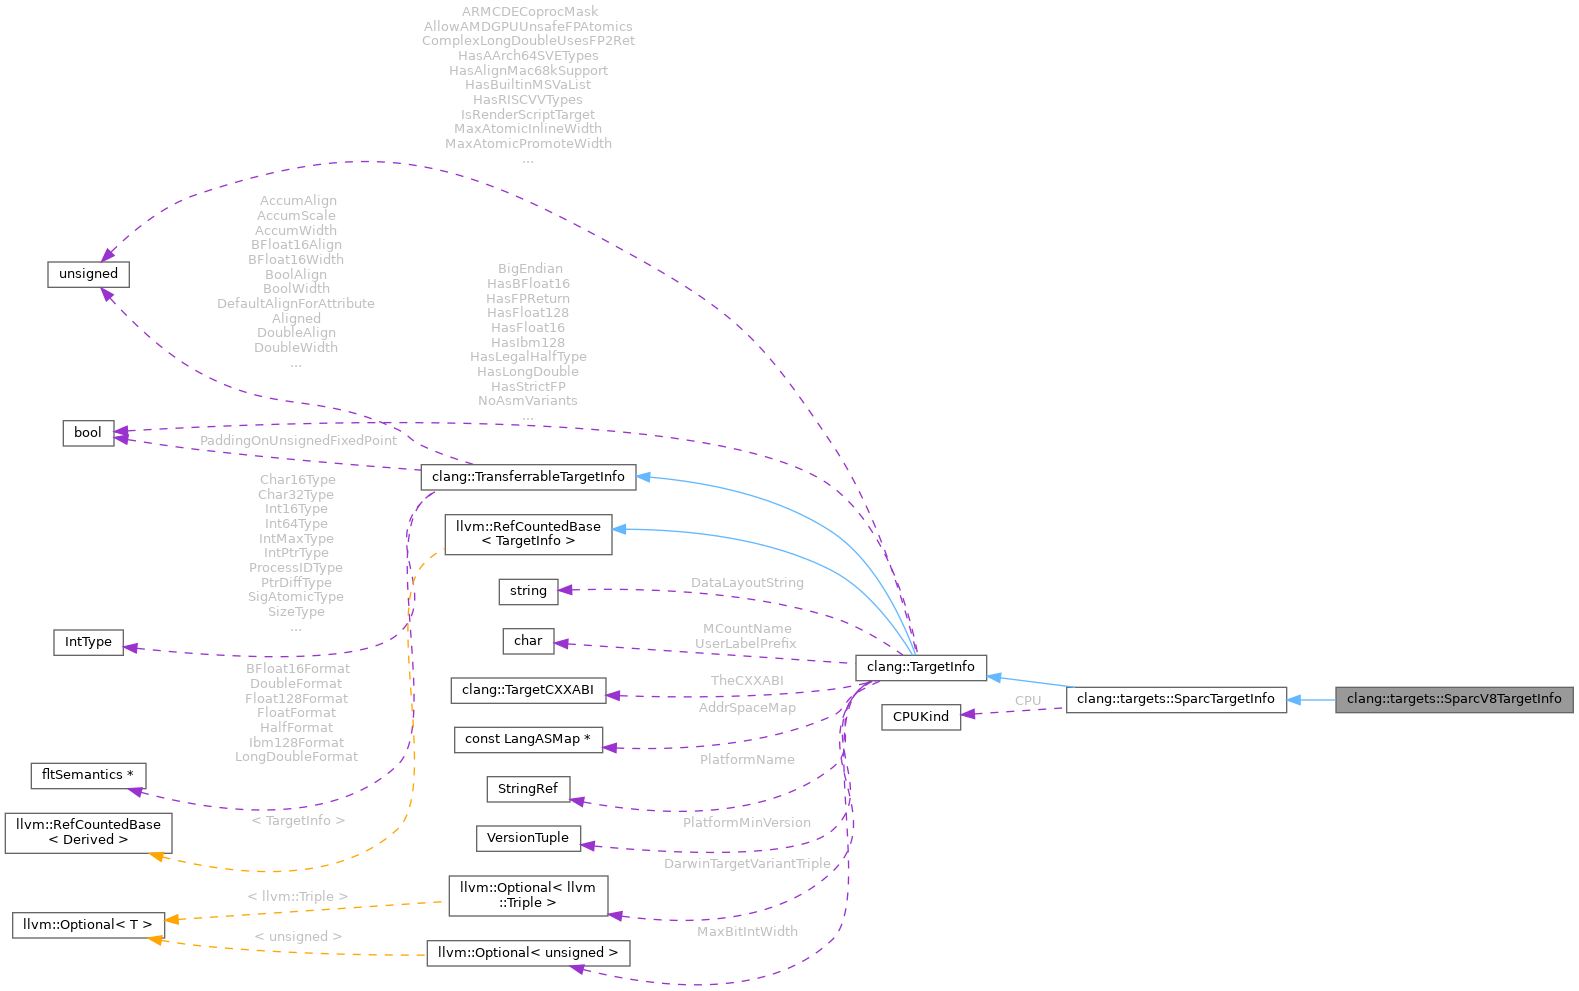 ARMCDECoprocMask
AllowAMDGPUUnsafeFPAtomics
ComplexLongDoubleUsesFP2Ret
HasAArch64SVETypes
HasAlignMac68kSupport
HasBuiltinMSVaList
HasRISCVVTypes
IsRenderScriptTarget
MaxAtomicInlineWidth
MaxAtomicPromoteWidth
...
AccumAlign
AccumScale
AccumWidth
BFloat16Align
BFloat16Width
BoolAlign
BoolWidth
DefaultAlignForAttribute
Aligned
DoubleAlign
DoubleWidth
...
unsigned
BigEndian
HasBFloat16
HasFPReturn
HasFloat128
HasFloat16
HasIbm128
HasLegalHalfType
HasLongDouble
HasStrictFP
NoAsmVariants
...
bool
PaddingOnUnsignedFixedPoint
clang::TransferrableTargetInfo
Char16Type
Char32Type
Int16Type
Int64Type
IntMaxType
IntPtrType
ProcessIDType
PtrDiffType
SigAtomicType
SizeType
...
llvm::RefCountedBase
< TargetInfo >
string
DataLayoutString
IntType
char
MCountName
UserLabelPrefix
clang::TargetInfo
BFloat16Format
DoubleFormat
Float128Format
FloatFormat
HalfFormat
Ibm128Format
LongDoubleFormat
clang::TargetCXXABI
TheCXXABI
AddrSpaceMap
CPUKind
CPU
clang::targets::SparcTargetInfo
clang::targets::SparcV8TargetInfo
const LangASMap *
PlatformName
fltSemantics *
StringRef
llvm::RefCountedBase
< Derived >
< TargetInfo >
VersionTuple
PlatformMinVersion
DarwinTargetVariantTriple
llvm::Optional< llvm
::Triple >
< llvm::Triple >
llvm::Optional< T >
< unsigned >
llvm::Optional< unsigned >
MaxBitIntWidth